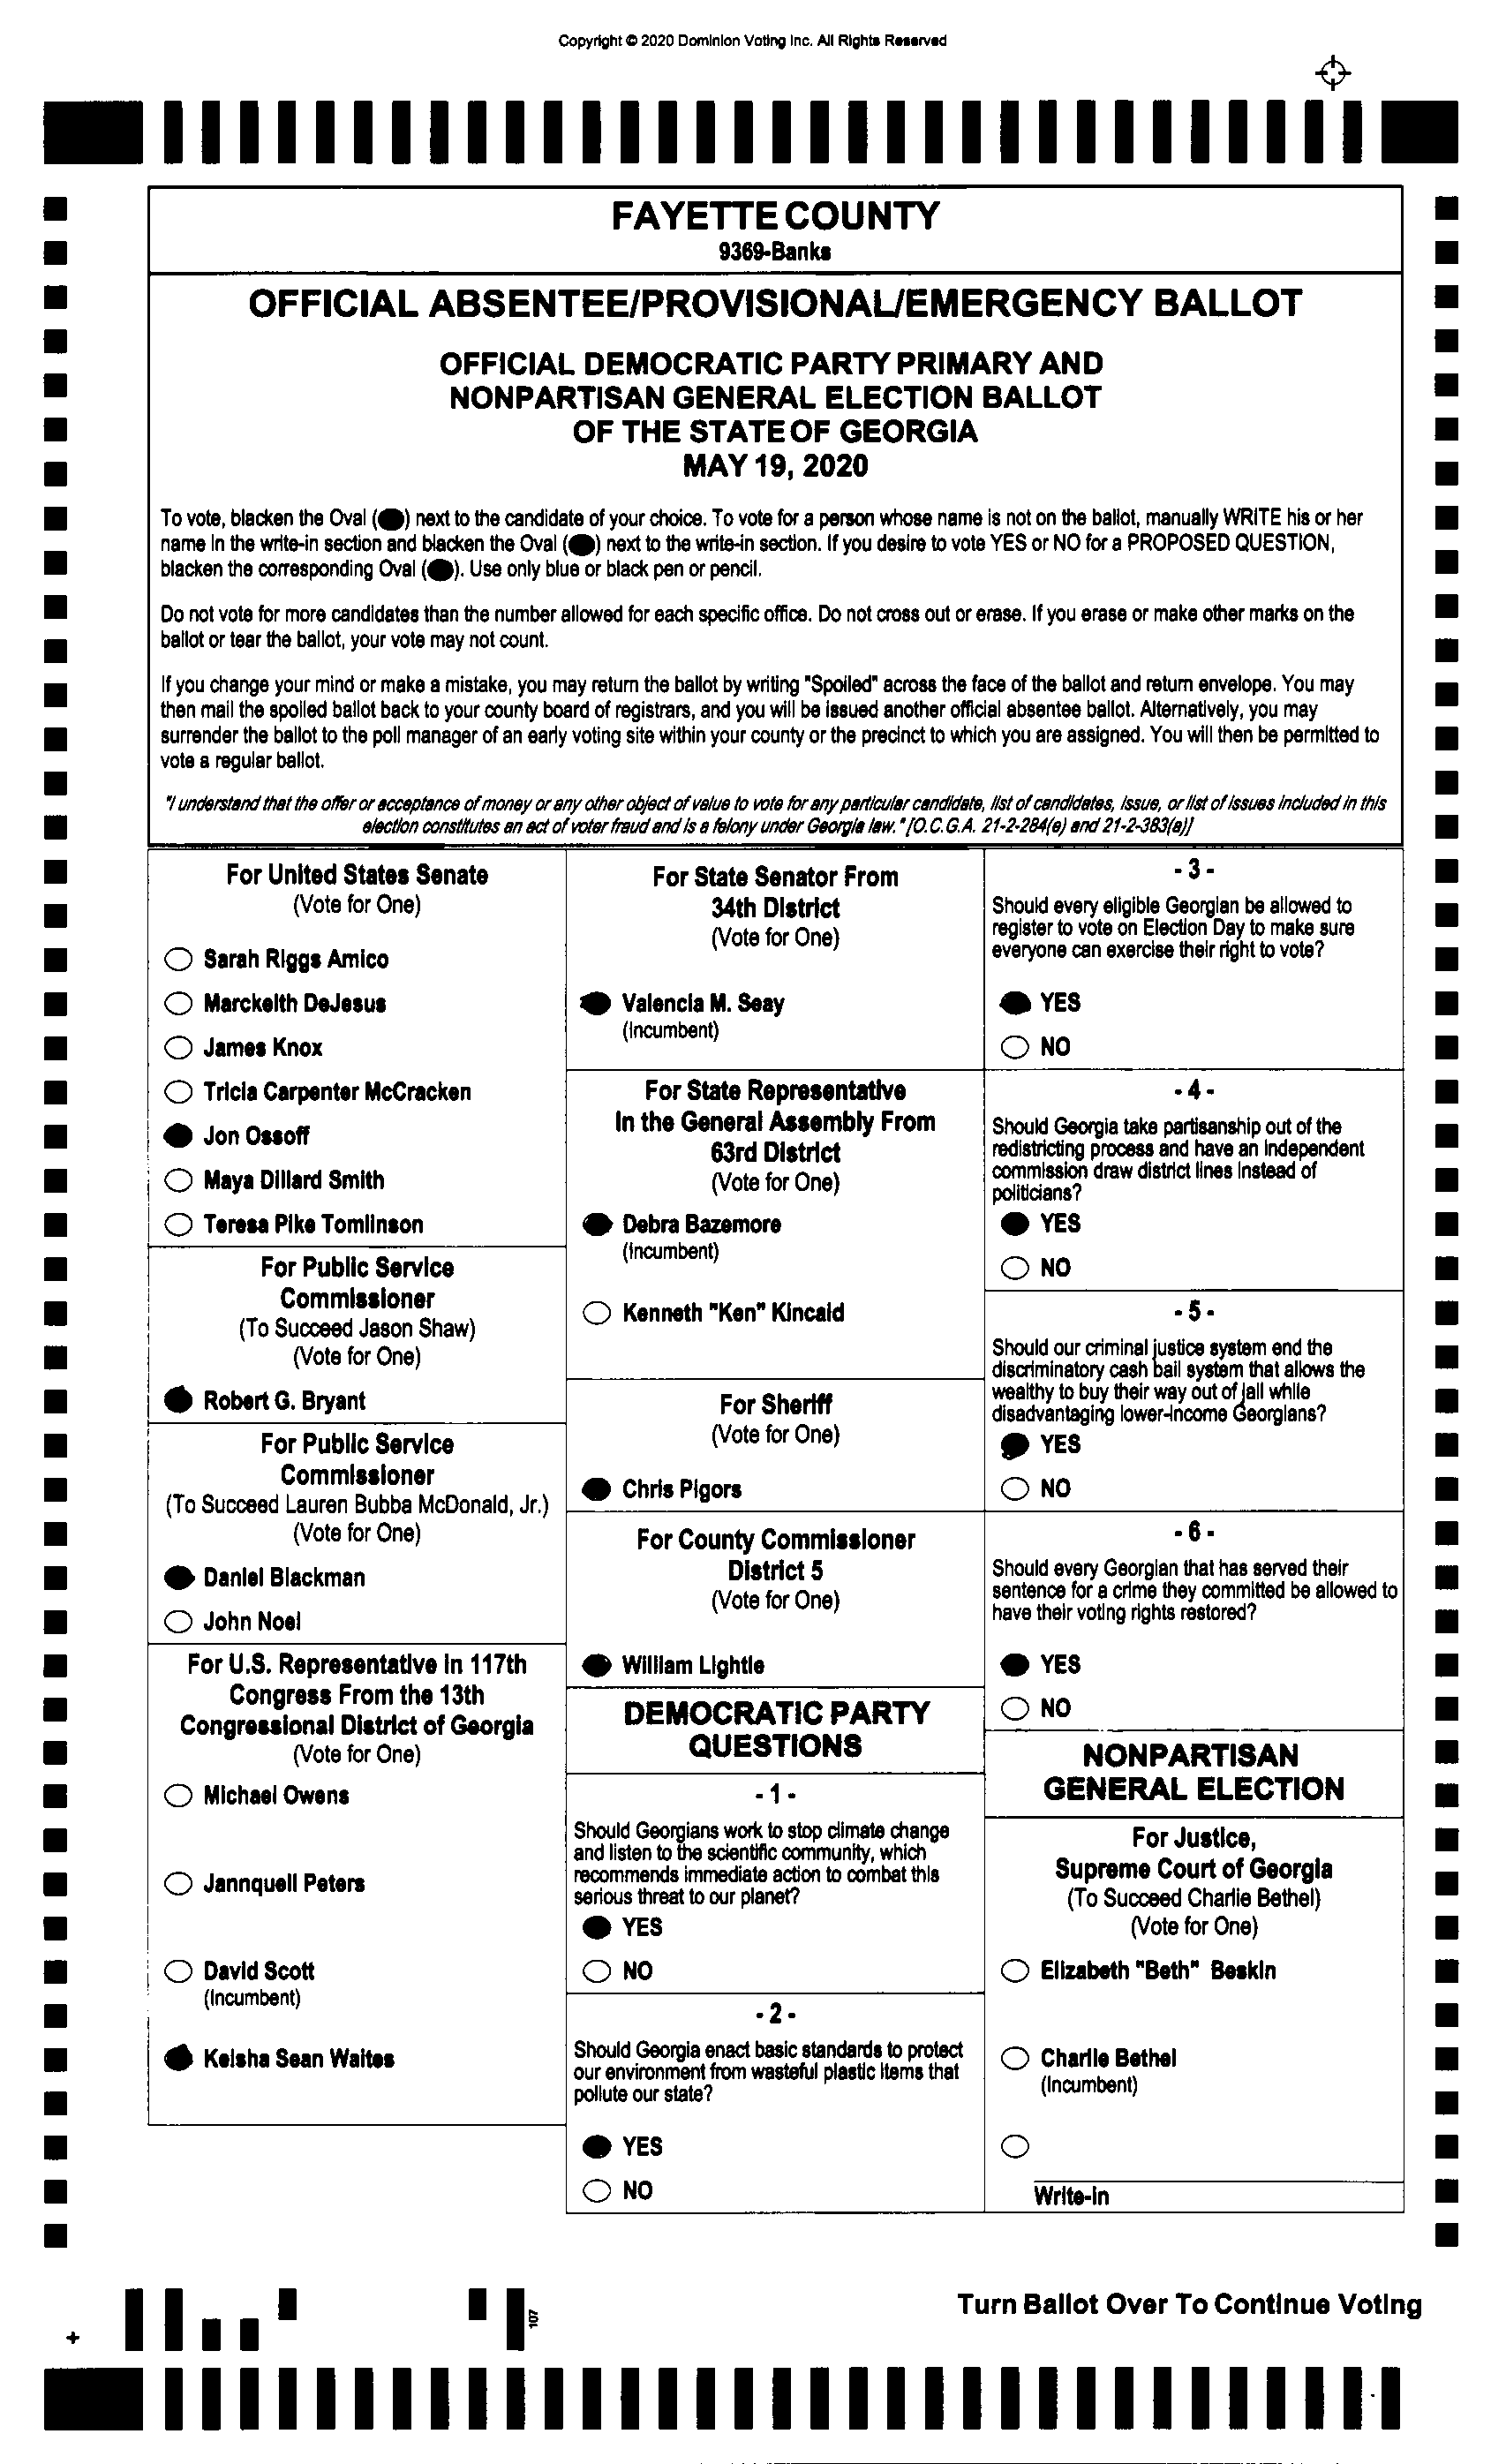 Copyright © 2020 Dominion Voting Inc. All Rights Reserved
FAYETTE COUNTY
9369-Banks
OFFICIAL ABSENTEE/PROVISIONAL/EMERGENCY BALLOT
OFFICIAL DEMOCRATIC PARTY PRIMARY AND
NONPARTISAN GENERAL ELECTION BALLOT
OF THE STATE OF GEORGIA
MAY 19, 2020
To vote, blacken the Oval ( ) next to the candidate of your choice. To vote for a person whose name is not on the ballot, manually WRITE his or her
name in the write-in section and blacken the Oval ( ) next to the write-in section. If you desire to vote YES or NO for a PROPOSED QUESTION,
blacken the corresponding Oval ( ). Use only blue or black pen or pencil.
Do not vote for more candidates than the number allowed for each specific office. Do not cross out or erase. If you erase or make other marks on the
ballot or tear the ballot, your vote may not count.
If you change your mind or make a mistake, you may return the ballot by writing "Spoiled" across the face of the ballot and return envelope. You may
then mail the spoiled ballot back to your county board of registrars, and you will be issued another official absentee ballot. Alternatively, you may
surrender the ballot to the poll manager of an early voting site within your county or the precinct to which you are assigned. You will then be permitted to
vote a regular ballot.
"I understand that the offer or acceptance of money or any other object of value to vote for any particular candidate, list of candidates, issue, or list of issues included in this
election constitutes an act of voter fraud and is a felony under Georgia law." [O.C.G.A. 21-2-284(e) and 21-2-383(a)]
For United States Senate
(Vote for One)
Sarah Riggs Amico
Marckeith DeJesus
James Knox
Tricia Carpenter McCracken
Jon Ossoff
Maya Dillard Smith
Teresa Pike Tomlinson
For Public Service
Commissioner
(To Succeed Jason Shaw)
(Vote for One)
Robert G. Bryant
For Public Service
Commissioner
(To Succeed Lauren Bubba McDonald, Jr.)
(Vote for One)
Daniel Blackman
John Noel
For U.S. Representative in 117th
Congress From the 13th
Congressional District of Georgia
(Vote for One)
Michael Owens
Jannquell Peters
David Scott
(Incumbent)
Keisha Sean Waites
For State Senator From
34th District
(Vote for One)
Valencia M. Seay
(Incumbent)
For State Representative
In the General Assembly From
63rd District
(Vote for One)
Debra Bazemore
(Incumbent)
Kenneth "Ken" Kincaid
For Sheriff
(Vote for One)
Chris Pigors
For County Commissioner
District 5
(Vote for One)
William Lightle
DEMOCRATIC PARTY
QUESTIONS
- 1 -
Should Georgians work to stop climate change
and listen to the scientific community, which
recommends immediate action to combat this
serious threat to our planet?
YES
NO
- 2 -
Should Georgia enact basic standards to protect
our environment from wasteful plastic items that
pollute our state?
YES
NO
- 3 -
Should every eligible Georgian be allowed to
register to vote on Election Day to make sure
everyone can exercise their right to vote?
YES
NO
- 4 -
Should Georgia take partisanship out of the
redistricting process and have an independent
commission draw district lines instead of
politicians?
YES
NO
- 5 -
Should our criminal justice system end the
discriminatory cash bail system that allows the
wealthy to buy their way out of jail while
disadvantaging lower-income Georgians?
YES
NO
- 6 -
Should every Georgian that has served their
sentence for a crime they committed be allowed to
have their voting rights restored?
YES
NO
NONPARTISAN
GENERAL ELECTION
For Justice,
Supreme Court of Georgia
(To Succeed Charlie Bethel)
(Vote for One)
Elizabeth "Beth" Beskin
Charlie Bethel
(Incumbent)
Write-in
Turn Ballot Over To Continue Voting
107